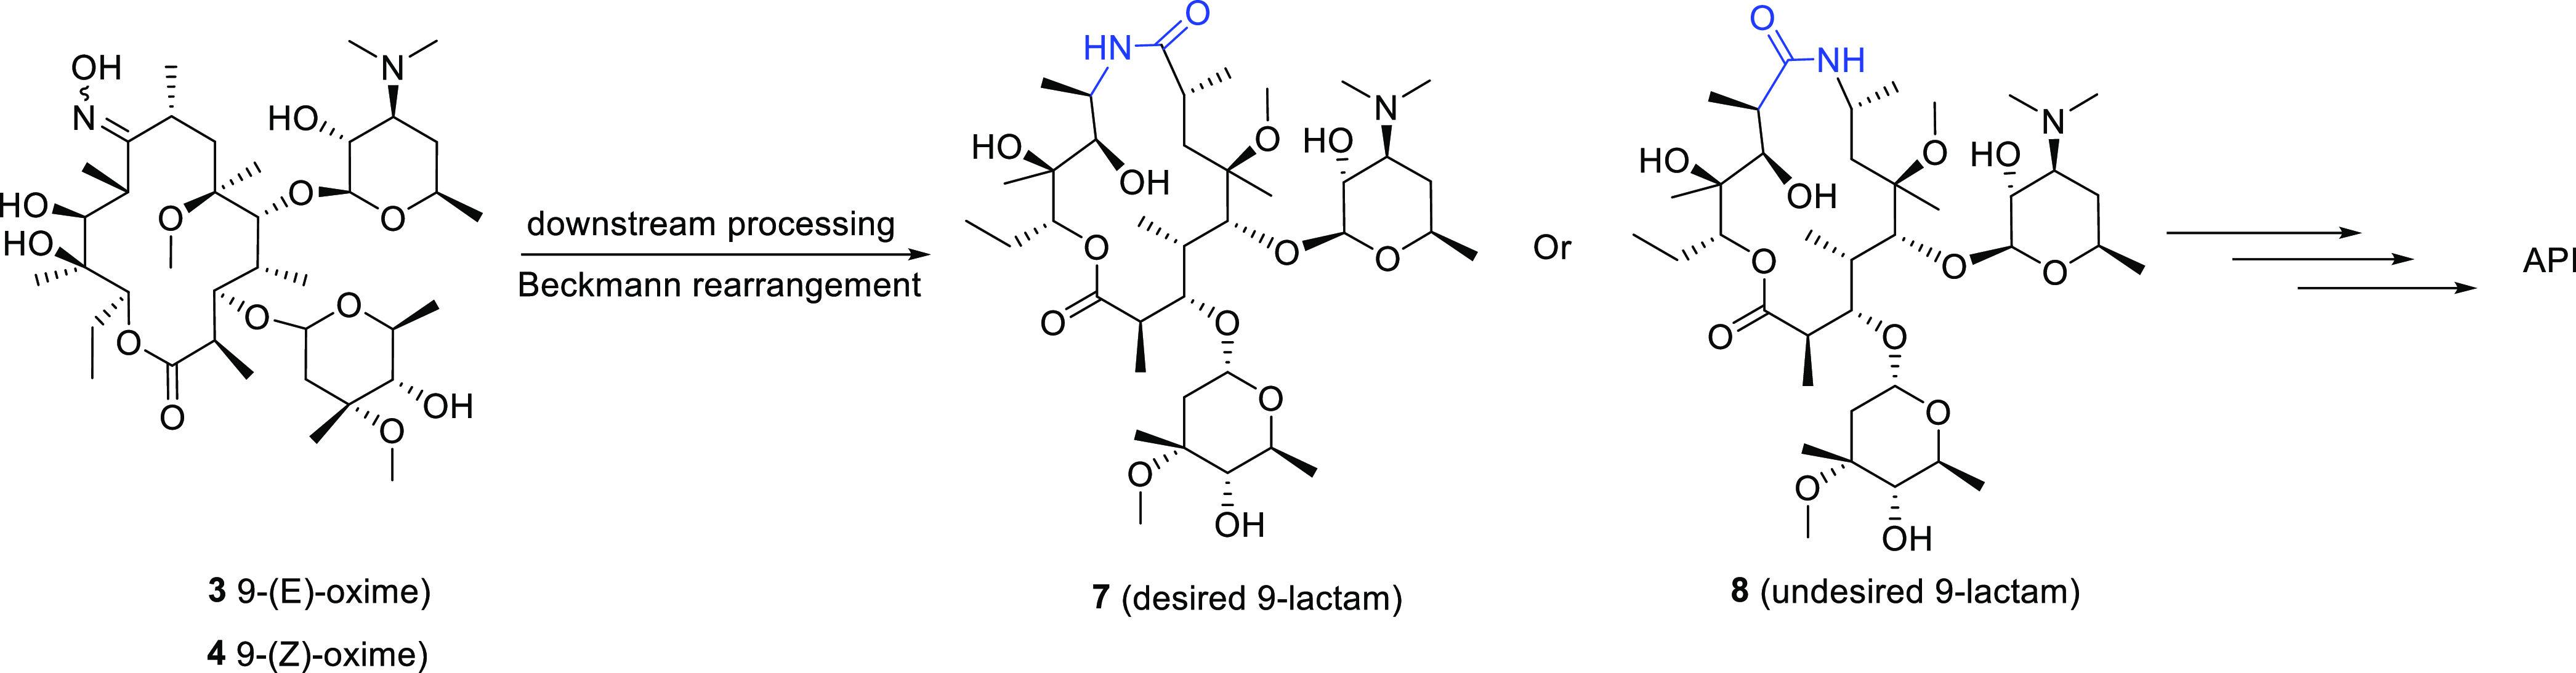 OH
N
HO
HO
O
O
O
HO
N
O
O
O
O
OH
O
3 9-(E)-oxime)
4 9-(Z)-oxime)
downstream processing
Beckmann rearrangement
HN
O
HO
OH
O
O
O
O
HO
N
O
O
O
O
OH
7 (desired 9-lactam)
Or
O
NH
HO
OH
O
O
O
O
HO
N
O
O
O
O
OH
8 (undesired 9-lactam)
API